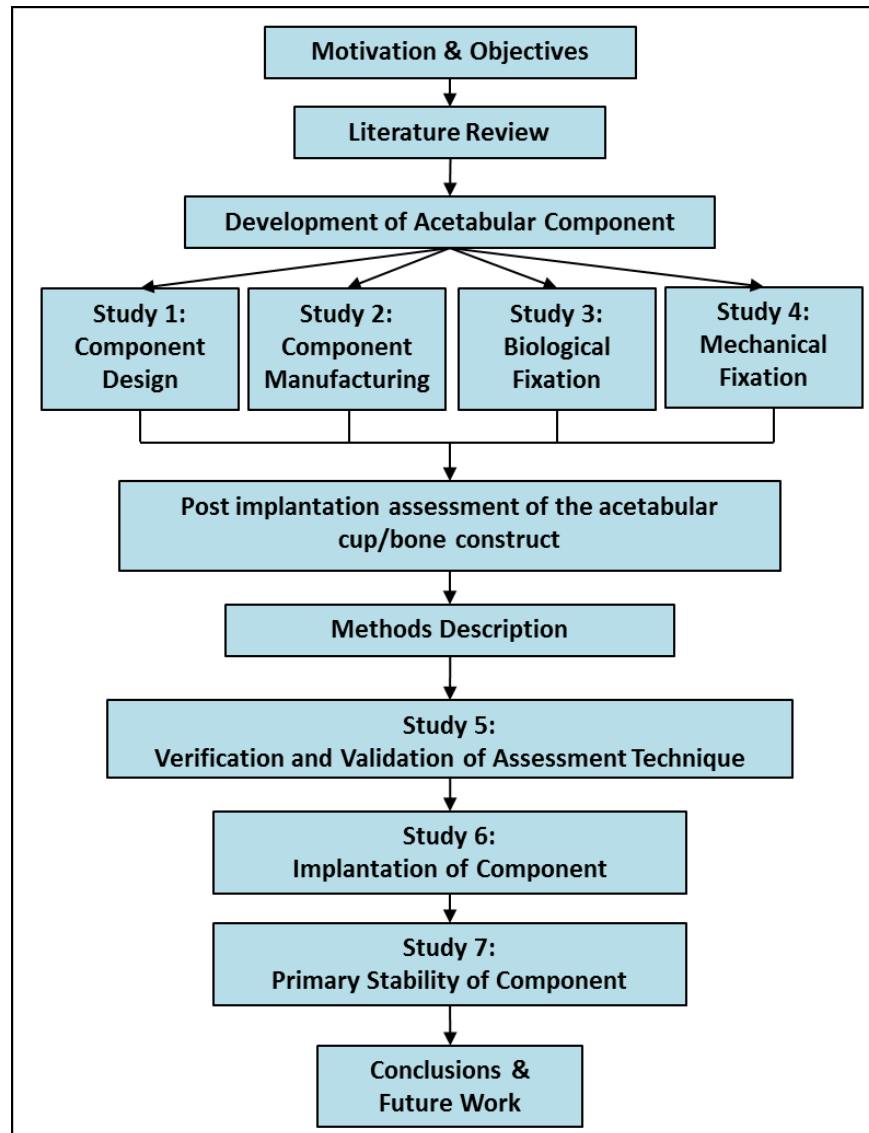 Motivation & Objectives
Literature Review
Development of Acetabular Component
Study 1:
Component
Design
Study 2:
Component
Manufacturing
Study 3:
Biological
Fixation
Study 4:
Mechanical
Fixation
Post implantation assessment of the acetabular
cup/bone construct
Methods Description
Study 5:
Verification and Validation of Assessment Technique
Study 6:
Implantation of Component
Study 7:
Primary Stability of Component
Conclusions &
Future Work